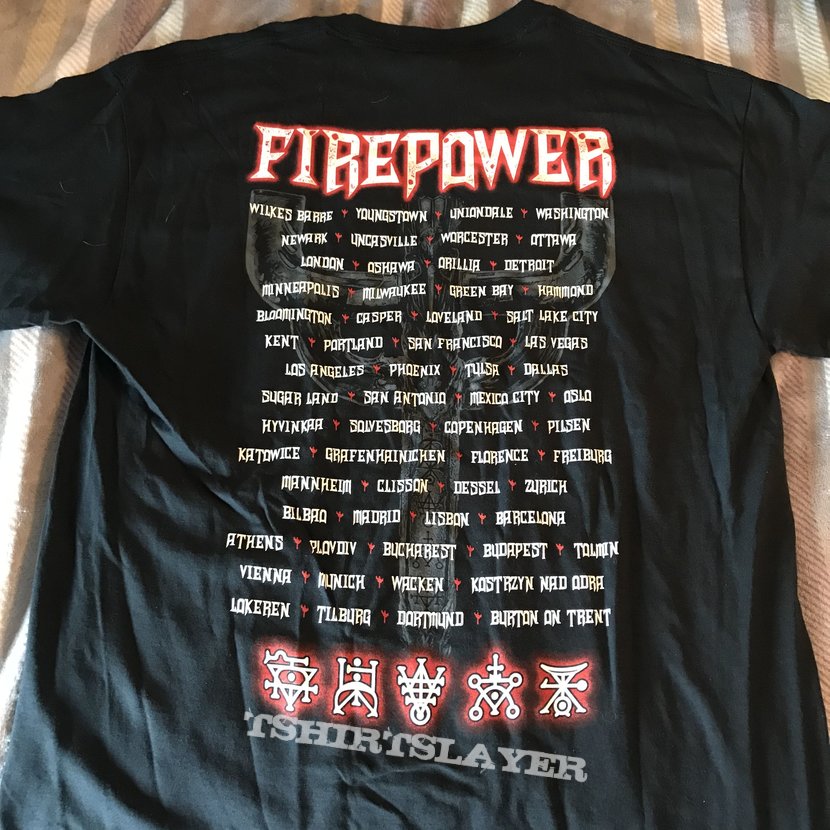 FIREPOWER
WILKES BARRE YOUNGSTOWN UNIONDALE WASHINGTON
NEWARK UNCASVILLE WORCESTER OTTAWA
LONDON OSHAWA ORILLIA DETROIT
MINNEAPOLIS MILWAUKEE GREEN BAY HAMMOND
BLOOMINGTON CASPER LOVELAND SALT LAKE CITY
KENT PORTLAND SAN FRANCISCO LAS VEGAS
LOS ANGELES PHOENIX TULSA DALLAS
SUGAR LAND SAN ANTONIO MEXICO CITY OSLO
HYVINKAA SOLVESBORG COPENHAGEN PILSEN
KATOWICE GRAFENHAINICHEN FLORENCE FREIBURG
MANNHEIM CLISSON DESSEL ZURICH
BILBAO MADRID LISBON BARCELONA
ATHENS PLOVDIV BUCHAREST BUDAPEST TOLMIN
VIENNA MUNICH WACKEN KOSTRZYN NAD ODRA
LOKEREN TILBURG DORTMUND BURTON ON TRENT
TSHIRTSLAYER